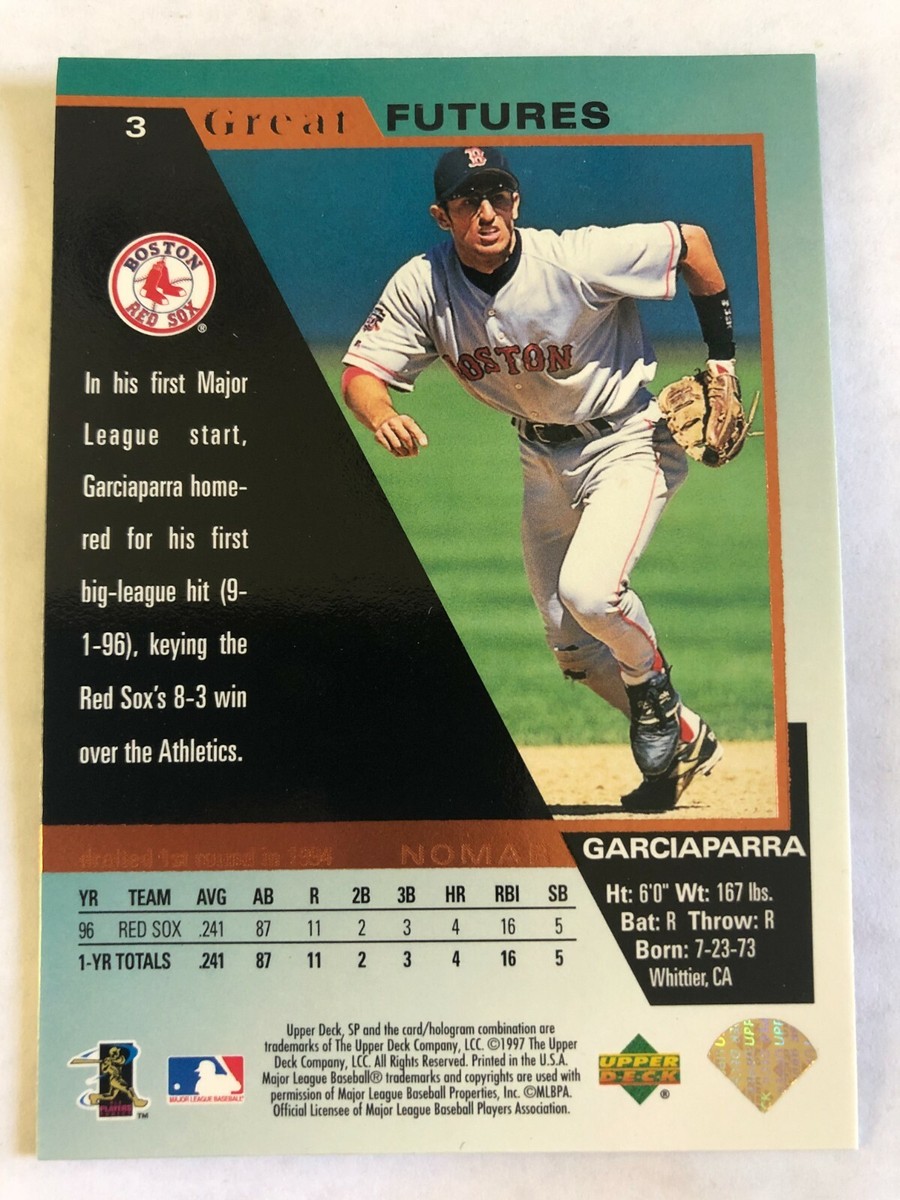 3
Great FUTURES
B
BOSTON
RED SOX
®
BOSTON
In his first Major
League start,
Garciaparra home-
red for his first
big-league hit (9-
1-96), keying the
Red Sox's 8-3 win
over the Athletics.
drafted 1st round in 1994
NOMAR GARCIAPARRA
YR TEAM AVG AB R 2B 3B HR RBI SB
96 RED SOX .241 87 11 2 3 4 16 5
1-YR TOTALS .241 87 11 2 3 4 16 5
Ht: 6'0" Wt: 167 lbs.
Bat: R Throw: R
Born: 7-23-73
Whittier, CA
Upper Deck, SP and the card/hologram combination are
trademarks of The Upper Deck Company, LCC. ©1997 The Upper
Deck Company, LCC. All Rights Reserved. Printed in the U.S.A.
Major League Baseball® trademarks and copyrights are used with
permission of Major League Baseball Properties, Inc. ©MLBPA.
Official Licensee of Major League Baseball Players Association.
PLAYERS
TM
MAJOR LEAGUE BASEBALL
UPPER
DECK
®